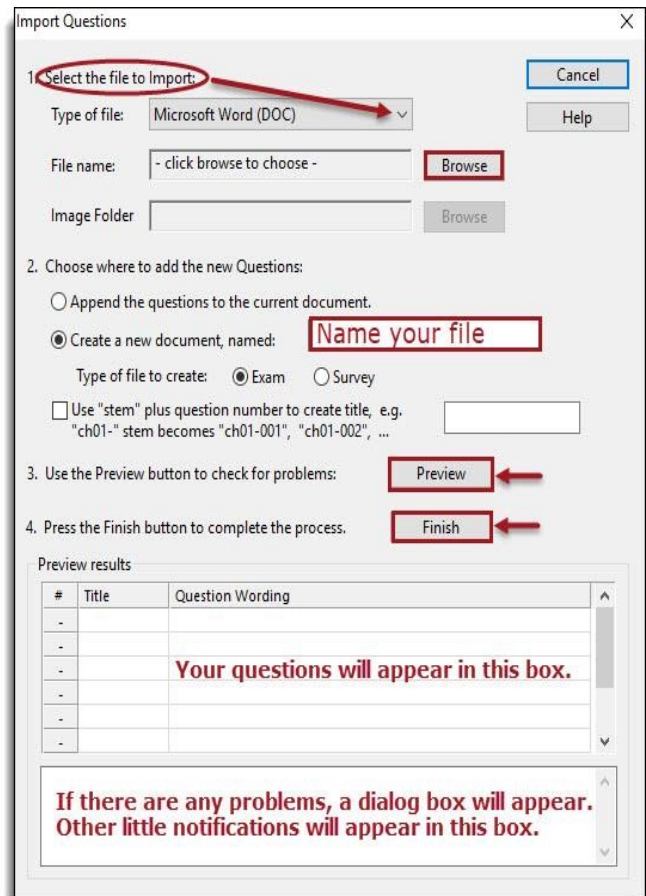 Import Questions
1. Select the file to Import:
Cancel
Type of file:
Microsoft Word (DOC)
Help
File name:
- click browse to choose -
Browse
Image Folder
Browse
2. Choose where to add the new Questions:
Append the questions to the current document.
Create a new document, named:
Name your file
Type of file to create:
Exam
Survey
Use "stem" plus question number to create title, e.g.
"ch01-" stem becomes "ch01-001", "ch01-002", ...
3. Use the Preview button to check for problems:
Preview
4. Press the Finish button to complete the process.
Finish
Preview results
# Title Question Wording
-
-
-
Your questions will appear in this box.
-
-
-
If there are any problems, a dialog box will appear.
Other little notifications will appear in this box.